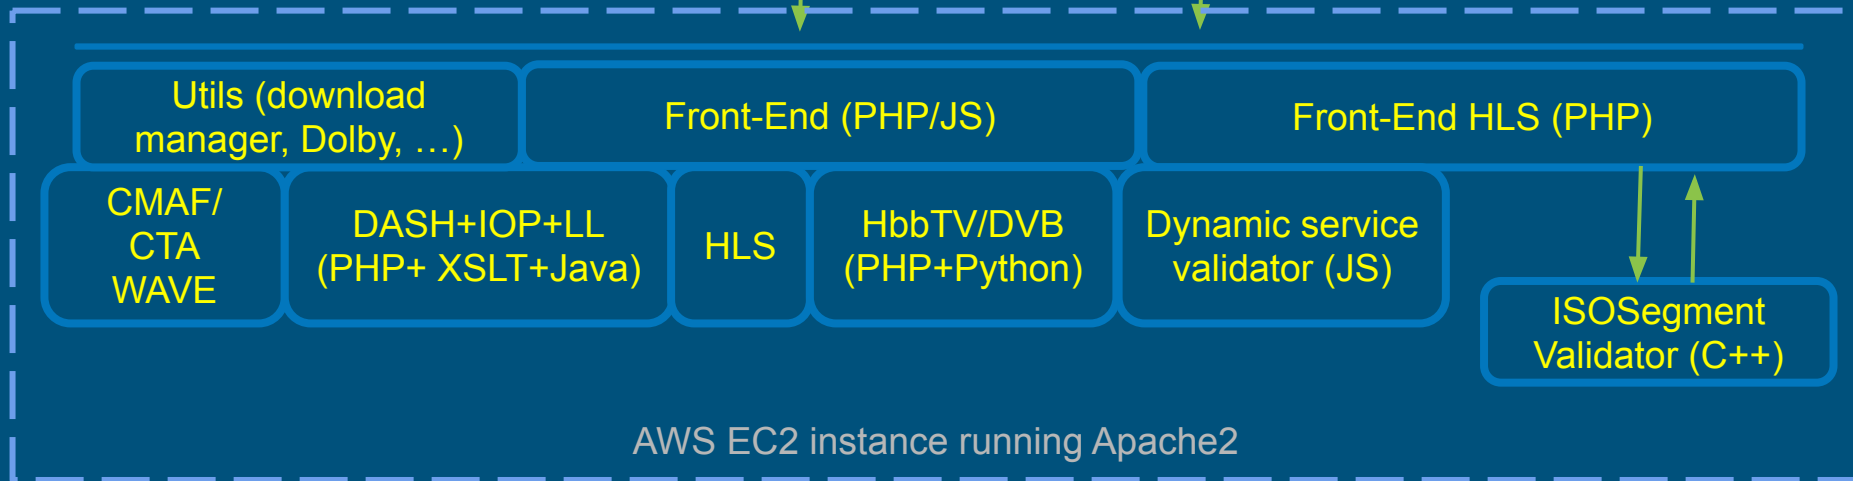 Utils (download
manager, Dolby, …)
Front-End (PHP/JS)
Front-End HLS (PHP)
CMAF/
CTA
WAVE
DASH+IOP+LL
(PHP+ XSLT+Java)
HLS
HbbTV/DVB
(PHP+Python)
Dynamic service
validator (JS)
ISOSegment
Validator (C++)
AWS EC2 instance running Apache2